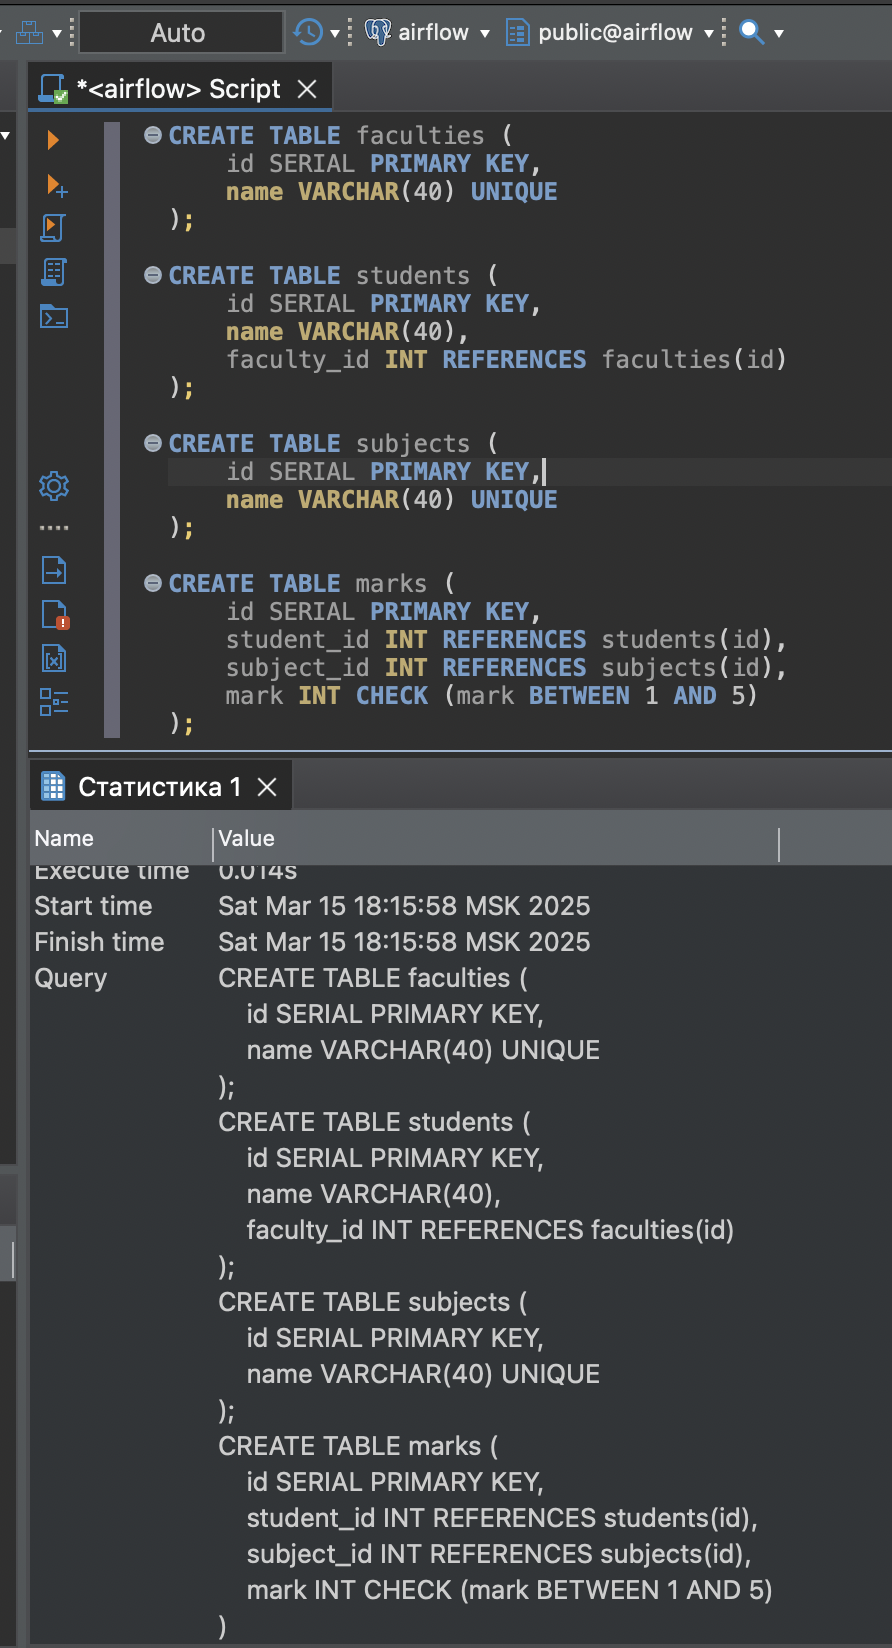 Auto airflow public@airflow
*<airflow> Script
CREATE TABLE faculties (
id SERIAL PRIMARY KEY,
name VARCHAR(40) UNIQUE
);
CREATE TABLE students (
id SERIAL PRIMARY KEY,
name VARCHAR(40),
faculty_id INT REFERENCES faculties(id)
);
CREATE TABLE subjects (
id SERIAL PRIMARY KEY,
name VARCHAR(40) UNIQUE
);
CREATE TABLE marks (
id SERIAL PRIMARY KEY,
student_id INT REFERENCES students(id),
subject_id INT REFERENCES subjects(id),
mark INT CHECK (mark BETWEEN 1 AND 5)
);
Статистика 1
Name Value
Execute time 0.014s
Start time Sat Mar 15 18:15:58 MSK 2025
Finish time Sat Mar 15 18:15:58 MSK 2025
Query CREATE TABLE faculties (
id SERIAL PRIMARY KEY,
name VARCHAR(40) UNIQUE
);
CREATE TABLE students (
id SERIAL PRIMARY KEY,
name VARCHAR(40),
faculty_id INT REFERENCES faculties(id)
);
CREATE TABLE subjects (
id SERIAL PRIMARY KEY,
name VARCHAR(40) UNIQUE
);
CREATE TABLE marks (
id SERIAL PRIMARY KEY,
student_id INT REFERENCES students(id),
subject_id INT REFERENCES subjects(id),
mark INT CHECK (mark BETWEEN 1 AND 5)
)